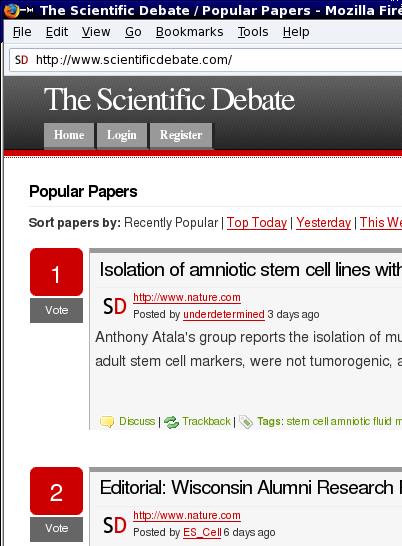 The Scientific Debate / Popular Papers - Mozilla Fire
File Edit View Go Bookmarks Tools Help
SD http://www.scientificdebate.com/
The Scientific Debate
Home Login Register
Popular Papers
Sort papers by: Recently Popular | Top Today | Yesterday | This We
1
Vote
Isolation of amniotic stem cell lines with
SD
http://www.nature.com
Posted by underdetermined 3 days ago
Anthony Atala's group reports the isolation of mu
adult stem cell markers, were not tumorogenic, a
Discuss | Trackback | Tags: stem cell amniotic fluid m
2
Vote
Editorial: Wisconsin Alumni Research F
SD
http://www.nature.com
Posted by ES_Cell 6 days ago